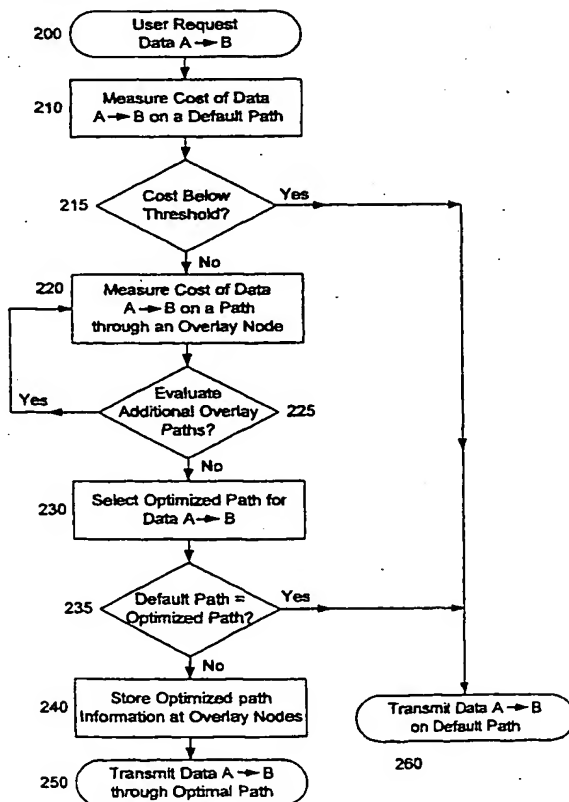 200
User Request
Data A → B
210
Measure Cost of Data
A → B on a Default Path
215
Cost Below
Threshold?
Yes
No
220
Measure Cost of Data
A → B on a Path
through an Overlay Node
Yes
Evaluate
Additional Overlay
Paths?
225
No
230
Select Optimized Path for
Data A → B
235
Default Path =
Optimized Path?
Yes
No
240
Store Optimized path
Information at Overlay Nodes
Transmit Data A → B
on Default Path
260
250
Transmit Data A → B
through Optimal Path